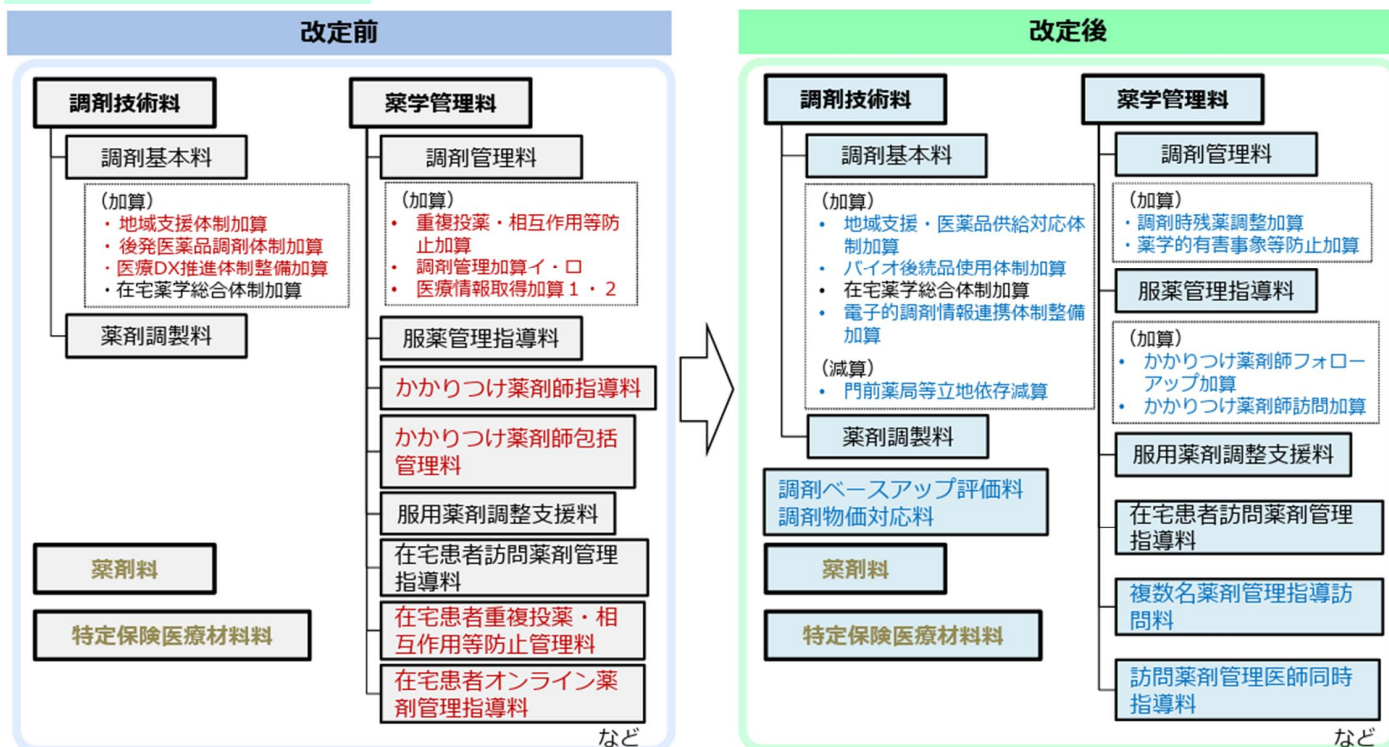 改定前
調剤技術料
調剤基本料
(加算)
・地域支援体制加算
・後発医薬品調剤体制加算
・医療DX推進体制整備加算
・在宅薬学総合体制加算
薬剤調製料
薬剤料
特定保険医療材料料
薬学管理料
調剤管理料
(加算)
• 重複投薬・相互作用等防
止加算
• 調剤管理加算イ・ロ
• 医療情報取得加算１・２
服薬管理指導料
かかりつけ薬剤師指導料
かかりつけ薬剤師包括
管理料
服用薬剤調整支援料
在宅患者訪問薬剤管理
指導料
在宅患者重複投薬・相
互作用等防止管理料
在宅患者オンライン薬
剤管理指導料
など
改定後
調剤技術料
調剤基本料
(加算)
• 地域支援・医薬品供給対応体
制加算
• バイオ後続品使用体制加算
• 在宅薬学総合体制加算
• 電子的調剤情報連携体制整備
加算
(減算)
• 門前薬局等立地依存減算
薬剤調製料
調剤ベースアップ評価料
調剤物価対応料
薬剤料
特定保険医療材料料
薬学管理料
調剤管理料
(加算)
・調剤時残薬調整加算
・薬学的有害事象等防止加算
服薬管理指導料
(加算)
• かかりつけ薬剤師フォロー
アップ加算
• かかりつけ薬剤師訪問加算
服用薬剤調整支援料
在宅患者訪問薬剤管理
指導料
複数名薬剤管理指導訪
問料
訪問薬剤管理医師同時
指導料
など